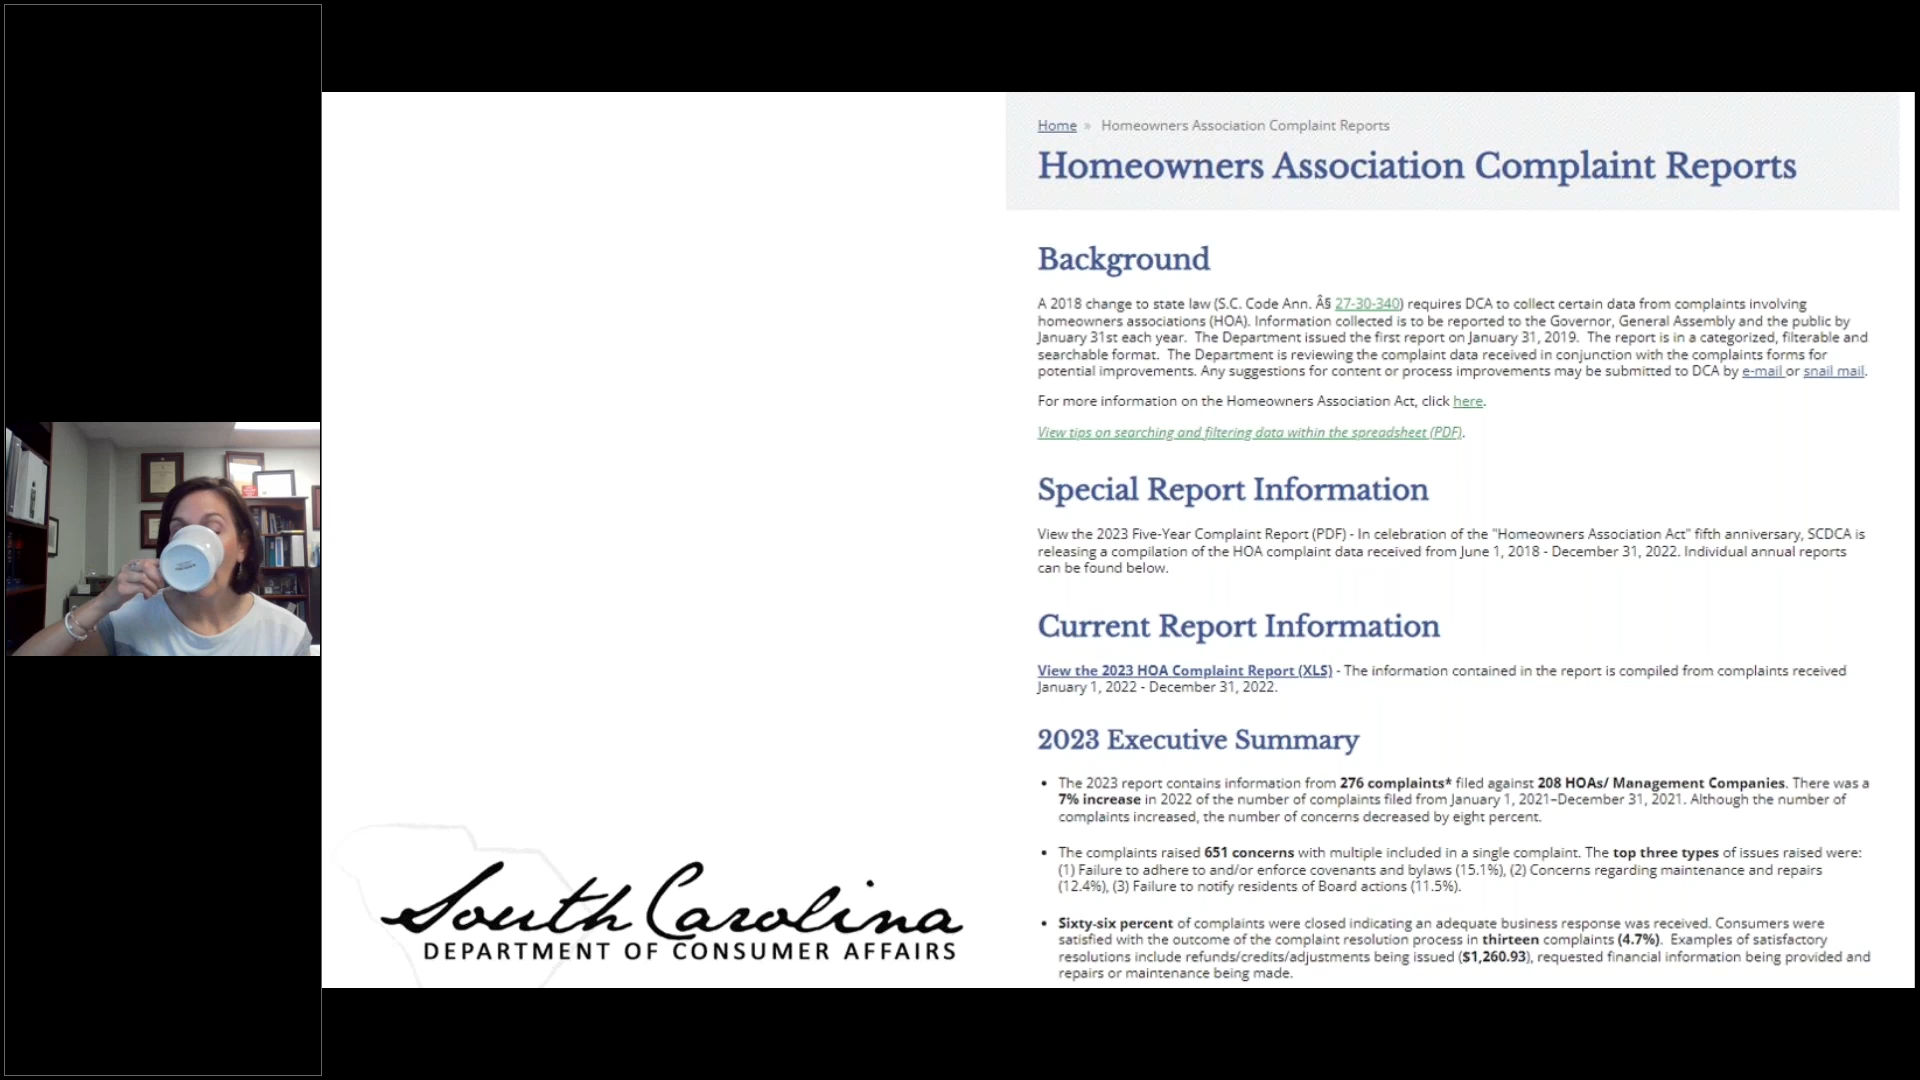 Home » Homeowners Association Complaint Reports
Homeowners Association Complaint Reports
Background
A 2018 change to state law (S.C. Code Ann. Â§ 27-30-340) requires DCA to collect certain data from complaints involving
homeowners associations (HOA). Information collected is to be reported to the Governor, General Assembly and the public by
January 31st each year. The Department issued the first report on January 31, 2019. The report is in a categorized, filterable and
searchable format. The Department is reviewing the complaint data received in conjunction with the complaints forms for
potential improvements. Any suggestions for content or process improvements may be submitted to DCA by e-mail or snail mail.
For more information on the Homeowners Association Act, click here.
View tips on searching and filtering data within the spreadsheet (PDF).
Special Report Information
View the 2023 Five-Year Complaint Report (PDF) - In celebration of the "Homeowners Association Act" fifth anniversary, SCDCA is
releasing a compilation of the HOA complaint data received from June 1, 2018 - December 31, 2022. Individual annual reports
can be found below.
Current Report Information
View the 2023 HOA Complaint Report (XLS) - The information contained in the report is compiled from complaints received
January 1, 2022 - December 31, 2022.
2023 Executive Summary
• The 2023 report contains information from 276 complaints* filed against 208 HOAs/ Management Companies. There was a
7% increase in 2022 of the number of complaints filed from January 1, 2021–December 31, 2021. Although the number of
complaints increased, the number of concerns decreased by eight percent.
• The complaints raised 651 concerns with multiple included in a single complaint. The top three types of issues raised were:
(1) Failure to adhere to and/or enforce covenants and bylaws (15.1%), (2) Concerns regarding maintenance and repairs
(12.4%), (3) Failure to notify residents of Board actions (11.5%).
• Sixty-six percent of complaints were closed indicating an adequate business response was received. Consumers were
satisfied with the outcome of the complaint resolution process in thirteen complaints (4.7%). Examples of satisfactory
resolutions include refunds/credits/adjustments being issued ($1,260.93), requested financial information being provided and
repairs or maintenance being made.
South Carolina
DEPARTMENT OF CONSUMER AFFAIRS